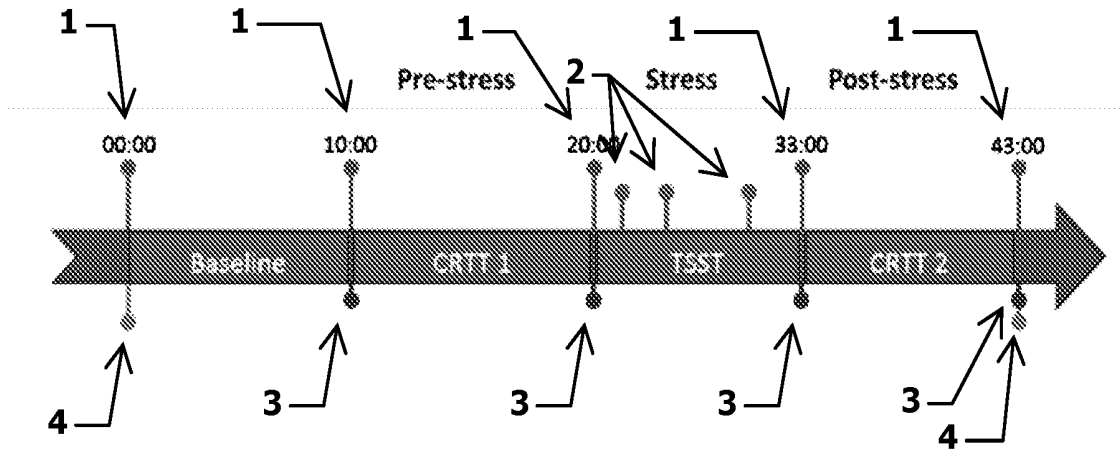 1 1 1 1 1
Pre-stress 2 Stress Post-stress
00:00 10:00 20:00 33:00 43:00
Baseline CRTT 1 TSST CRTT 2
4 3 3 3 3
4